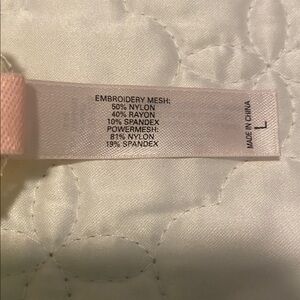 EMBROIDERY MESH:
50% NYLON
40% RAYON
10% SPANDEX
POWERMESH:
81% NYLON
19% SPANDEX
MADE IN CHINA
L